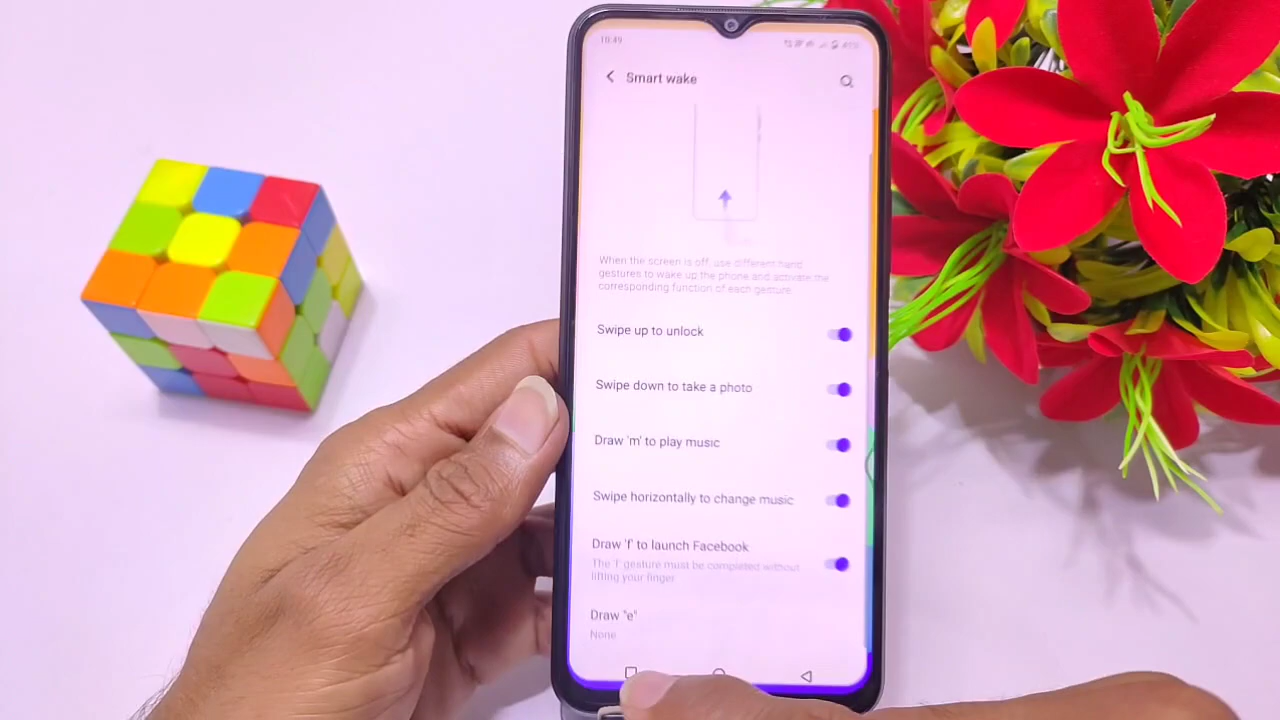 10:49
41%
Smart wake
When the screen is off, use different hand
gestures to wake up the phone and activate the
corresponding function of each gesture.
Swipe up to unlock
Swipe down to take a photo
Draw 'm' to play music
Swipe horizontally to change music
Draw 'f' to launch Facebook
The 'f' gesture must be completed without
lifting your finger
Draw "e"
None